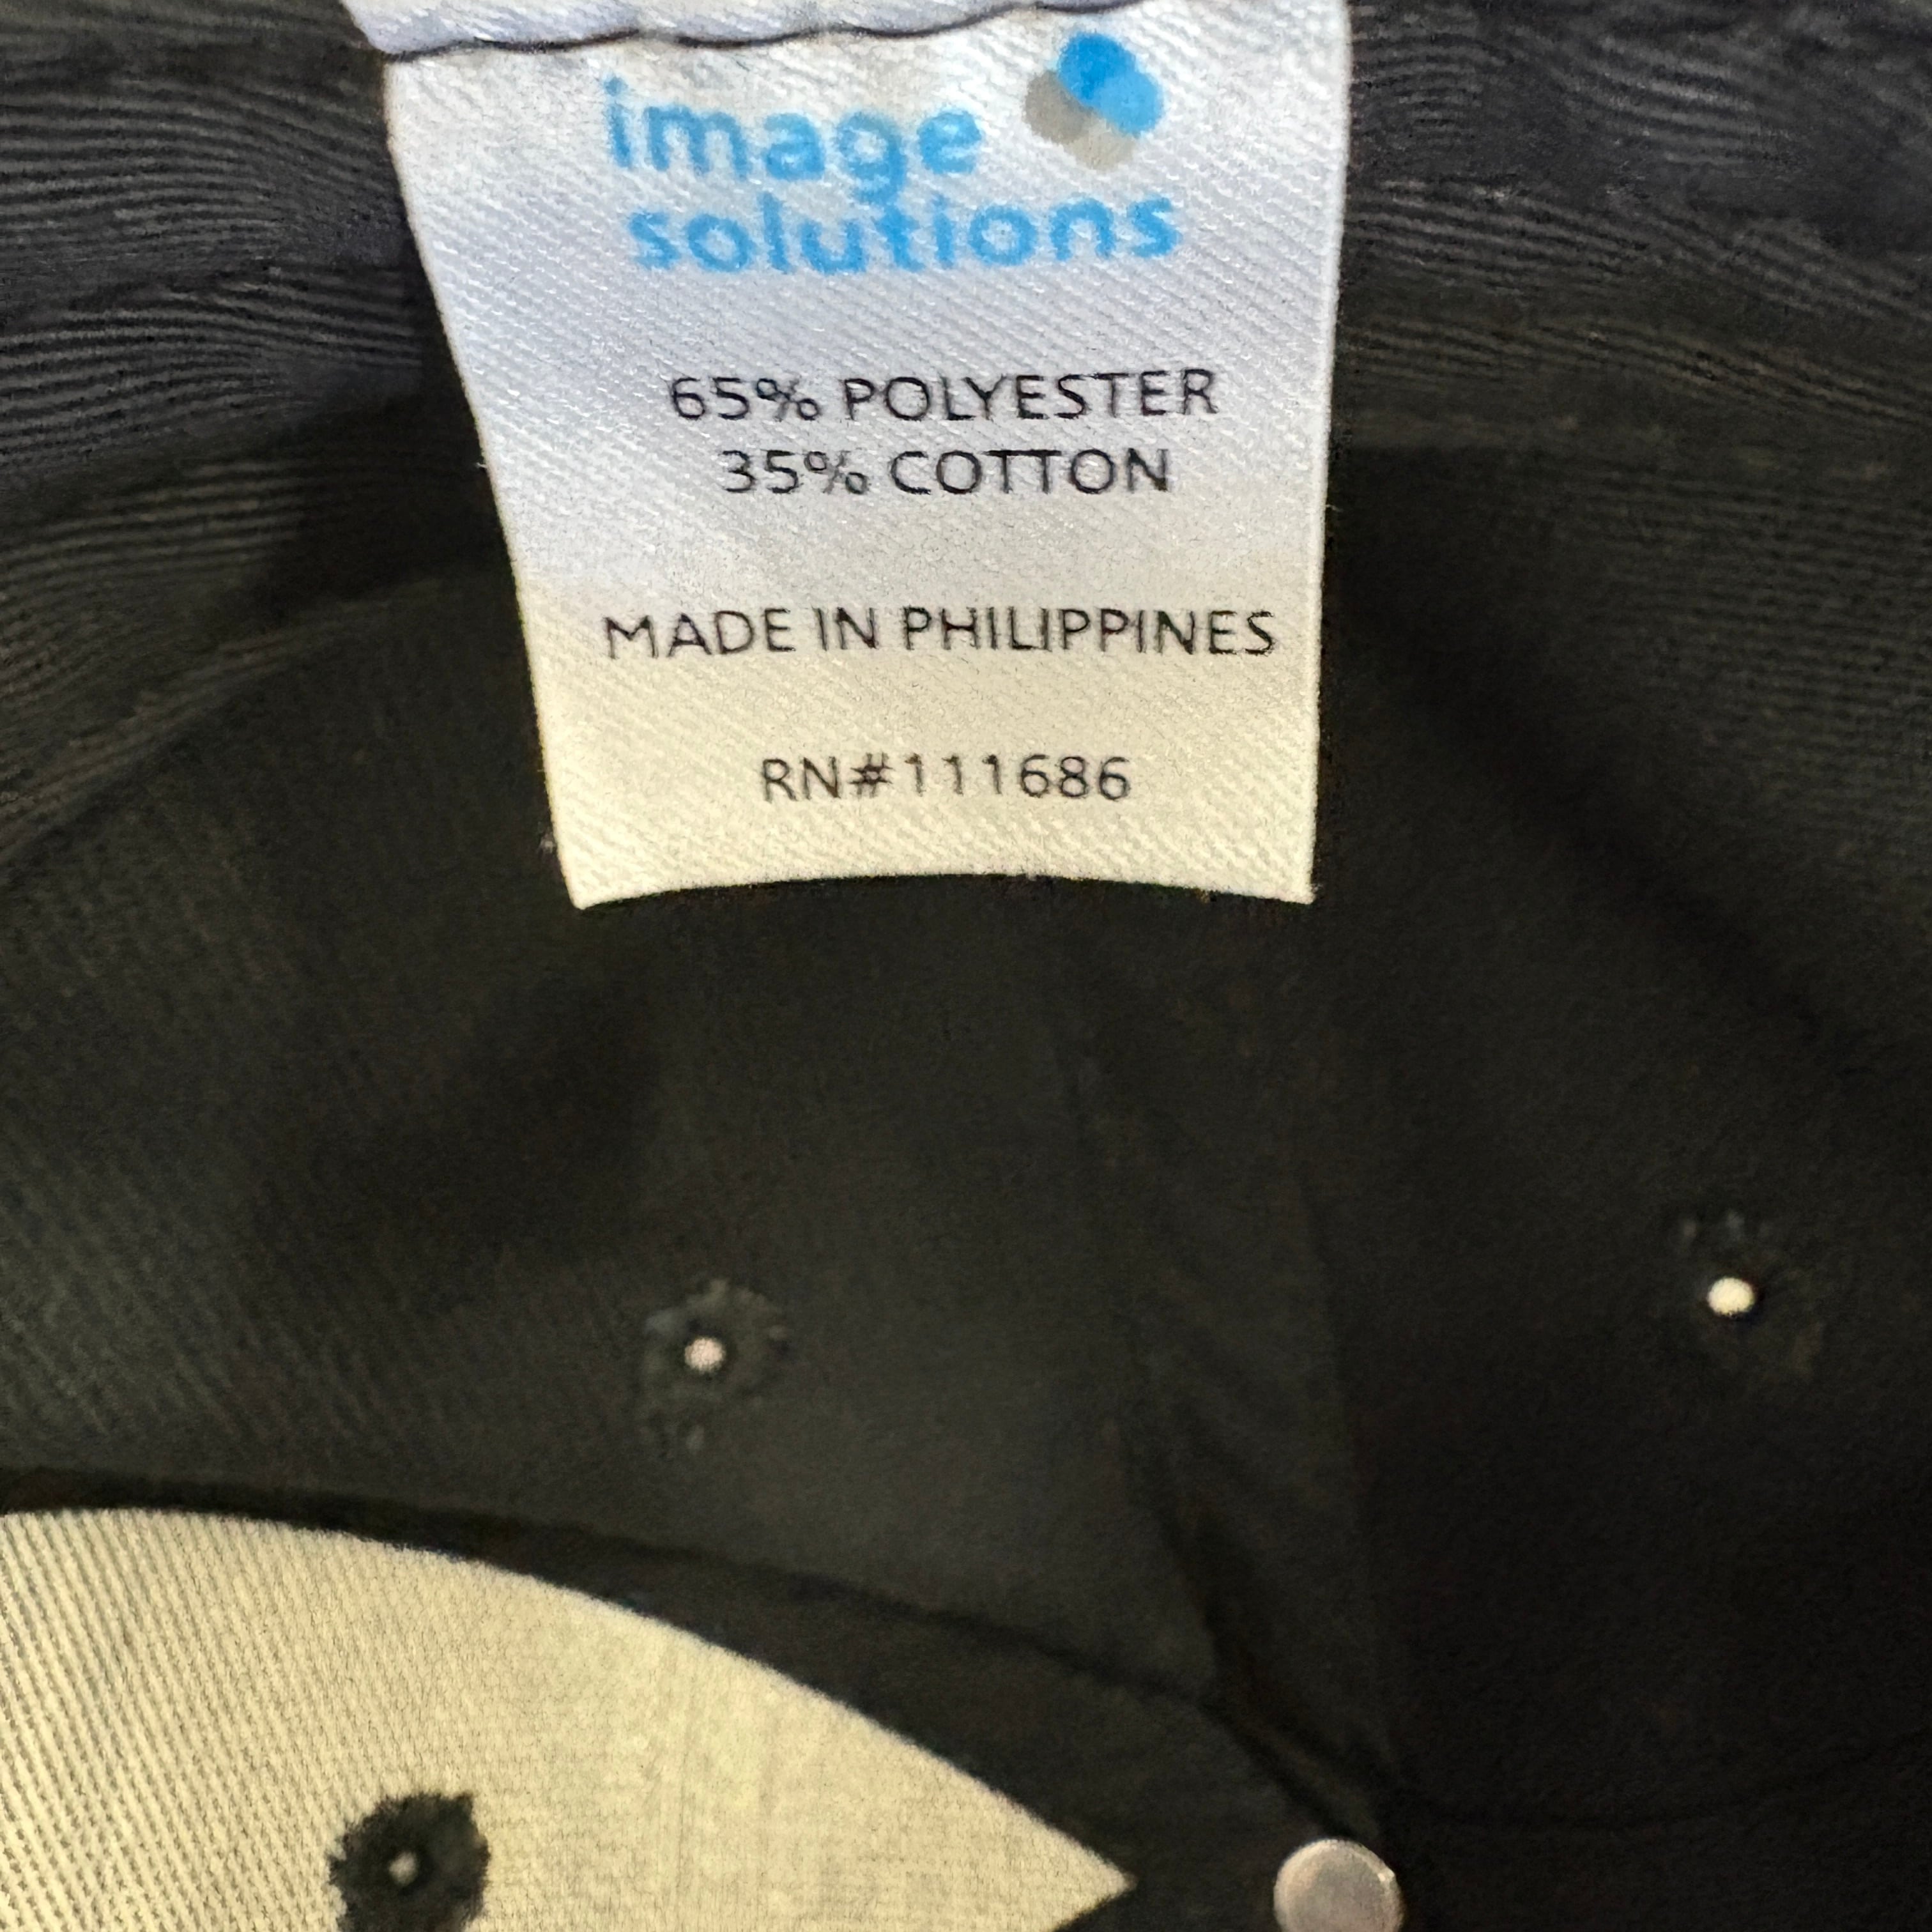 image
solutions
65% POLYESTER
35% COTTON
MADE IN PHILIPPINES
RN#111686